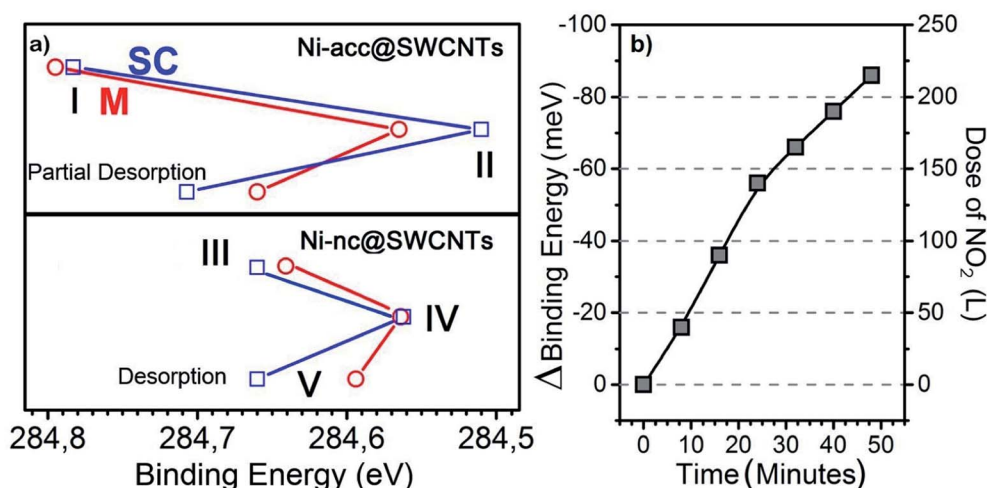 a)
Ni-acc@SWCNTs
SC
I
M
II
Partial Desorption
Ni-nc@SWCNTs
III
IV
Desorption
V
284,8
284,7
284,6
284,5
Binding Energy (eV)
b)
Δ Binding Energy (meV)
-100
-80
-60
-40
-20
0
250
200
150
100
50
0
Dose of NO₂ (L)
0
10
20
30
40
50
Time (Minutes)